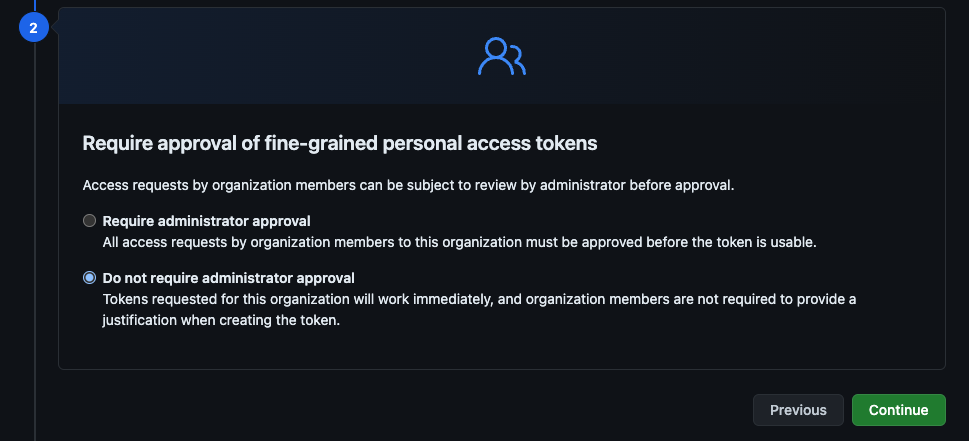 2
Require approval of fine-grained personal access tokens
Access requests by organization members can be subject to review by administrator before approval.
Require administrator approval
All access requests by organization members to this organization must be approved before the token is usable.
Do not require administrator approval
Tokens requested for this organization will work immediately, and organization members are not required to provide a
justification when creating the token.
Previous
Continue